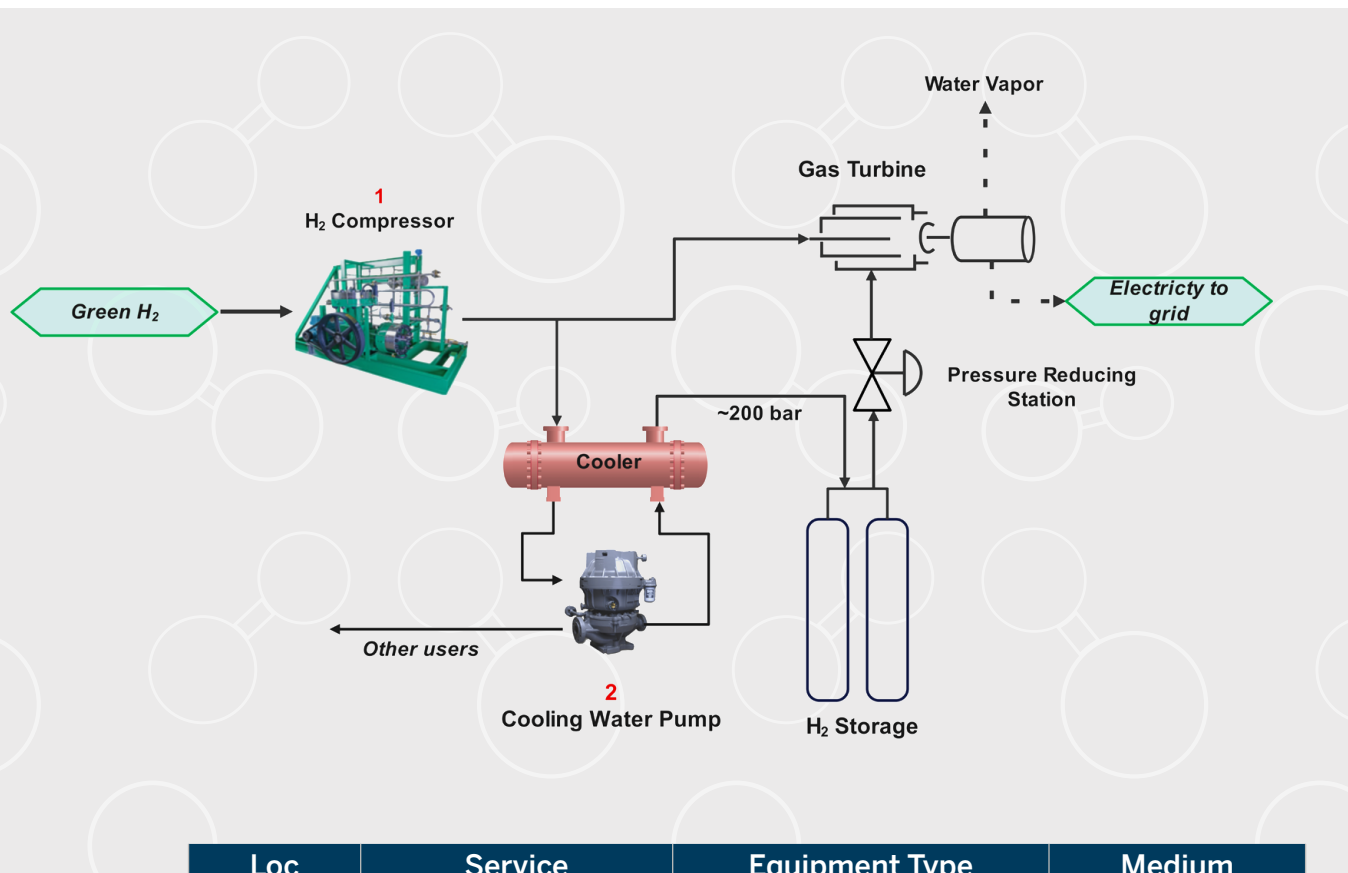 Water Vapor
Gas Turbine
1
H₂ Compressor
Green H₂
Electricty to
grid
Pressure Reducing
Station
~200 bar
Cooler
Other users
2
Cooling Water Pump
H₂ Storage
Loc Service Equipment Type Medium